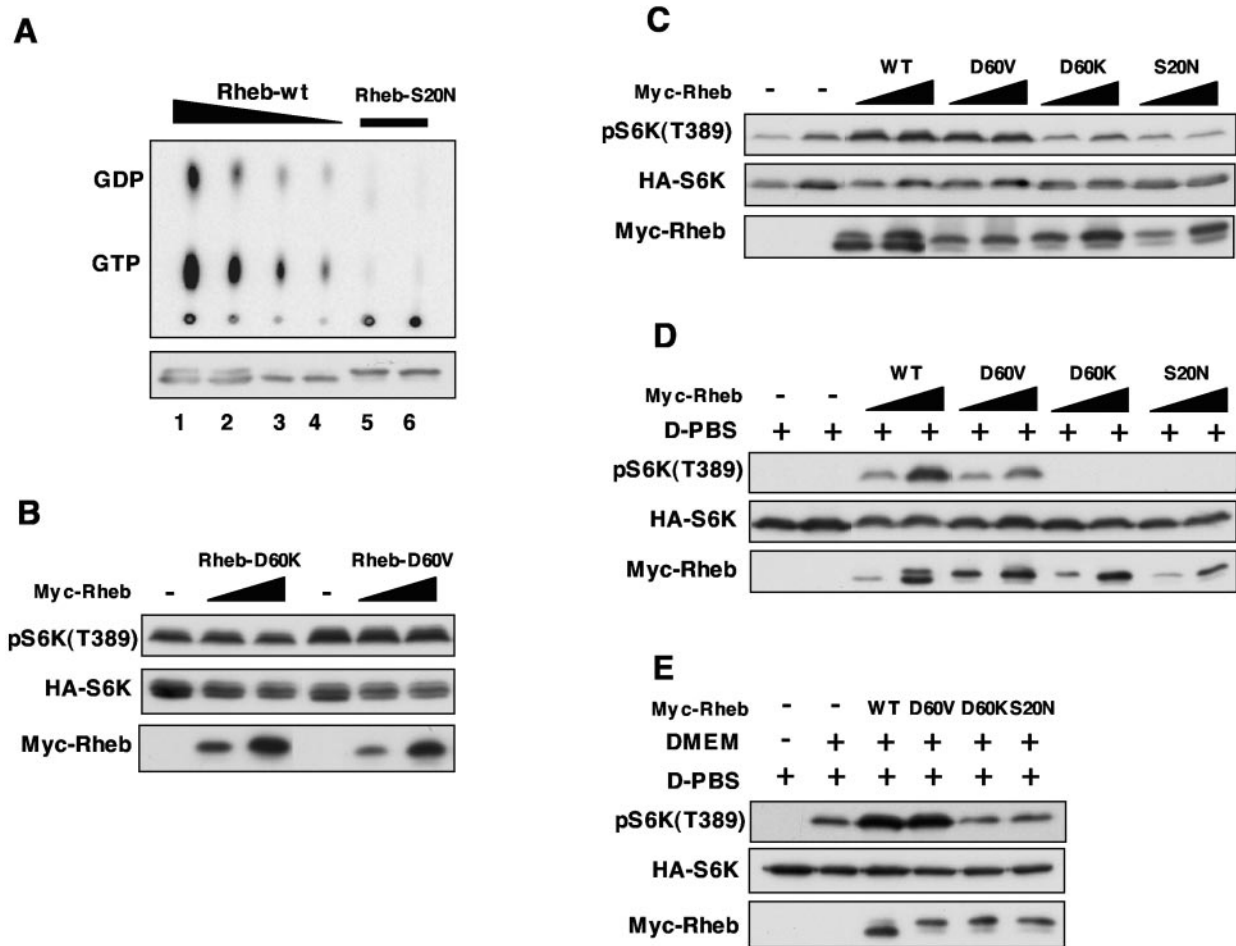 A
Rheb-wt Rheb-S20N
GDP
GTP
1 2 3 4 5 6
B
Rheb-D60K Rheb-D60V
Myc-Rheb - -
pS6K(T389)
HA-S6K
Myc-Rheb
C
WT D60V D60K S20N
Myc-Rheb - -
pS6K(T389)
HA-S6K
Myc-Rheb
D
WT D60V D60K S20N
Myc-Rheb - -
D-PBS + + + + + + + + + +
pS6K(T389)
HA-S6K
Myc-Rheb
E
Myc-Rheb - - WT D60V D60K S20N
DMEM - + + + + +
D-PBS + + + + + +
pS6K(T389)
HA-S6K
Myc-Rheb